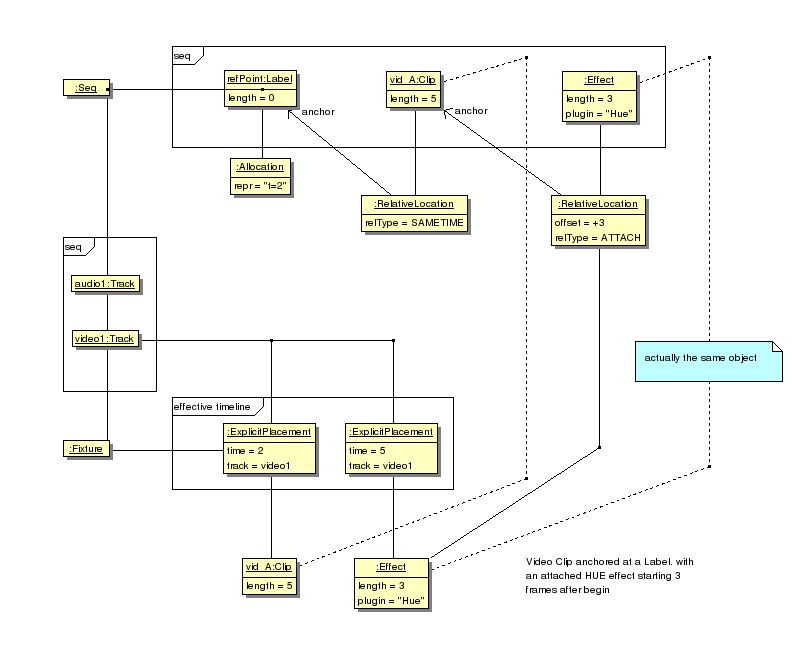 seq
:Seq
refPoint:Label
length = 0
vid_A:Clip
length = 5
:Effect
length = 3
plugin = "Hue"
anchor
anchor
:Allocation
repr = "t=2"
:RelativeLocation
relType = SAMETIME
:RelativeLocation
offset = +3
relType = ATTACH
seq
audio1:Track
video1:Track
actually the same object
effective timeline
:Fixture
:ExplicitPlacement
time = 2
track = video1
:ExplicitPlacement
time = 5
track = video1
vid_A:Clip
length = 5
:Effect
length = 3
plugin = "Hue"
Video Clip anchored at a Label, with
an attached HUE effect starting 3
frames after begin